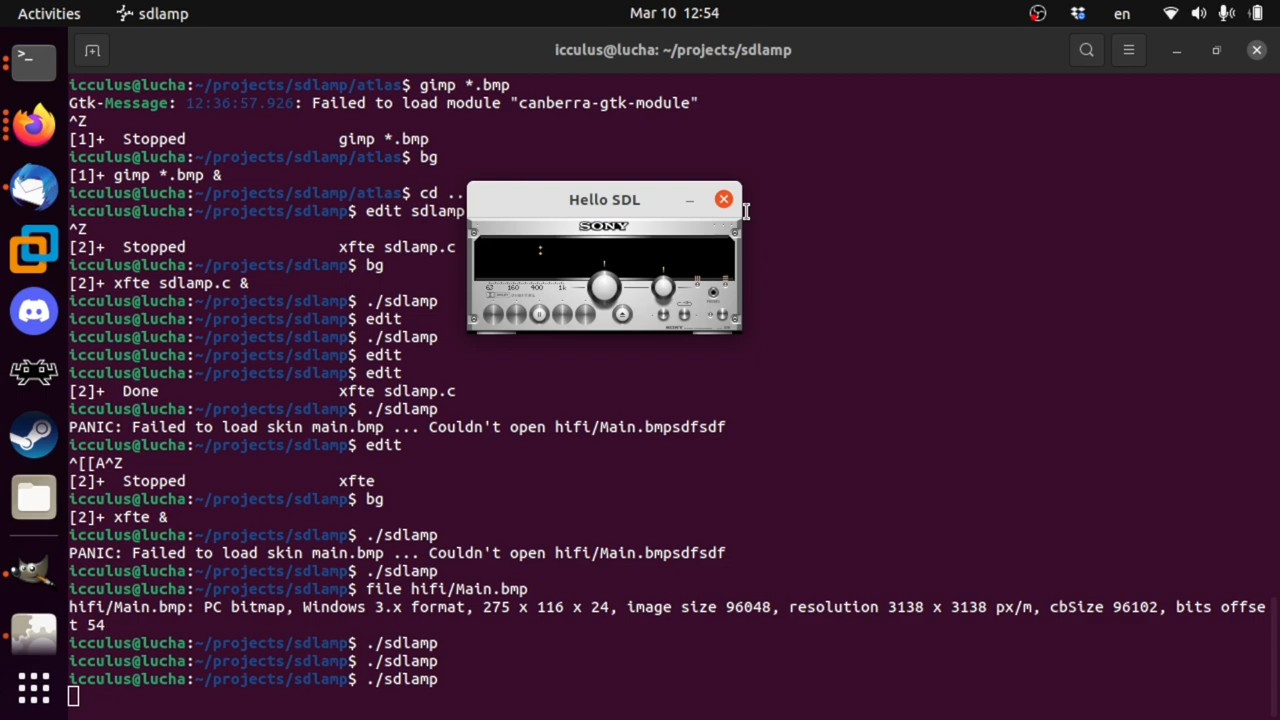 Activities
sdlamp
Mar 10 12:54
en
icculus@lucha: ~/projects/sdlamp
icculus@lucha:~/projects/sdlamp/atlas$ gimp *.bmp
Gtk-Message: 12:36:57.926: Failed to load module "canberra-gtk-module"
^Z
[1]+ Stopped gimp *.bmp
icculus@lucha:~/projects/sdlamp/atlas$ bg
[1]+ gimp *.bmp &
icculus@lucha:~/projects/sdlamp/atlas$ cd ..
icculus@lucha:~/projects/sdlamp$ edit sdlamp
^Z
[2]+ Stopped xfte sdlamp.c
icculus@lucha:~/projects/sdlamp$ bg
[2]+ xfte sdlamp.c &
icculus@lucha:~/projects/sdlamp$ ./sdlamp
icculus@lucha:~/projects/sdlamp$ edit
icculus@lucha:~/projects/sdlamp$ ./sdlamp
icculus@lucha:~/projects/sdlamp$ edit
icculus@lucha:~/projects/sdlamp$ edit
[2]+ Done xfte sdlamp.c
icculus@lucha:~/projects/sdlamp$ ./sdlamp
PANIC: Failed to load skin main.bmp ... Couldn't open hifi/Main.bmpsdfsdf
icculus@lucha:~/projects/sdlamp$ edit
^[[A^Z
[2]+ Stopped xfte
icculus@lucha:~/projects/sdlamp$ bg
[2]+ xfte &
icculus@lucha:~/projects/sdlamp$ ./sdlamp
PANIC: Failed to load skin main.bmp ... Couldn't open hifi/Main.bmpsdfsdf
icculus@lucha:~/projects/sdlamp$ ./sdlamp
icculus@lucha:~/projects/sdlamp$ file hifi/Main.bmp
hifi/Main.bmp: PC bitmap, Windows 3.x format, 275 x 116 x 24, image size 96048, resolution 3138 x 3138 px/m, cbSize 96102, bits offse
t 54
icculus@lucha:~/projects/sdlamp$ ./sdlamp
icculus@lucha:~/projects/sdlamp$ ./sdlamp
icculus@lucha:~/projects/sdlamp$ ./sdlamp
Hello SDL
SONY
160 400 1k
SONY